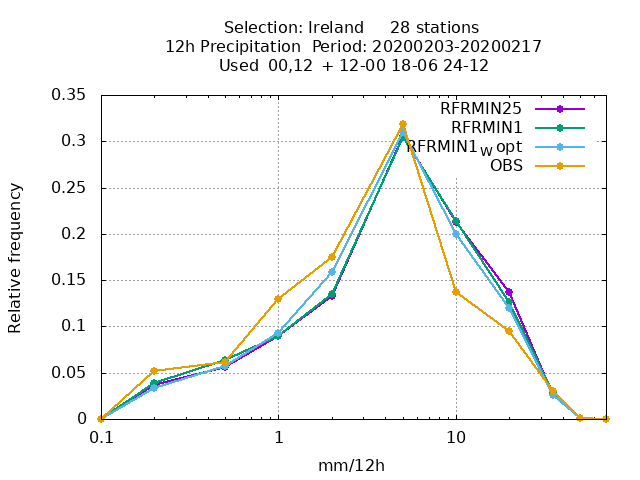 Selection: Ireland     28 stations
12h Precipitation  Period: 20200203-20200217
Used  00,12  + 12-00 18-06 24-12
0.35
0.3
0.25
0.2
0.15
0.1
0.05
0
0.1 1 10
Relative frequency
mm/12h
RFRMIN25
RFRMIN1
RFRMIN1W opt
OBS